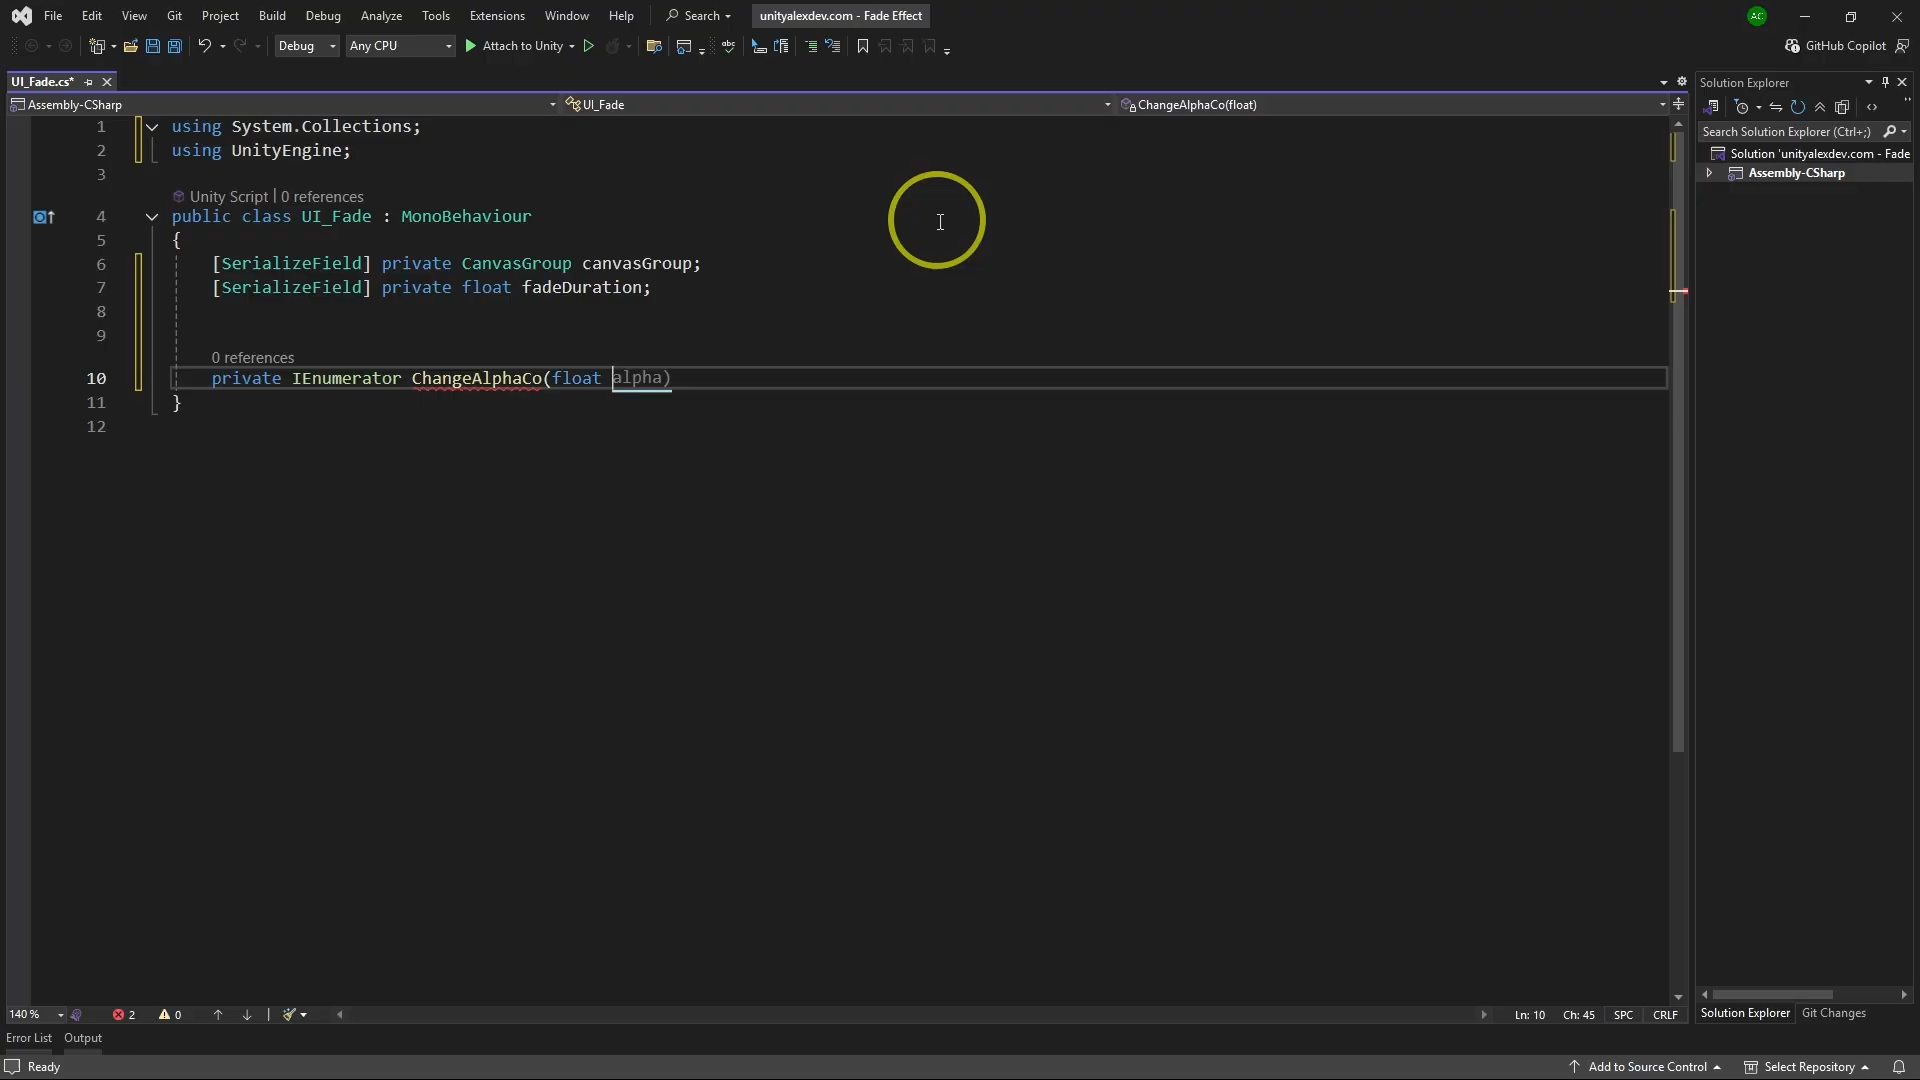 File Edit View Git Project Build Debug Analyze Tools Extensions Window Help Search unityalexdev.com - Fade Effect AC
Debug Any CPU Attach to Unity GitHub Copilot
UI_Fade.cs* Solution Explorer
Assembly-CSharp UI_Fade ChangeAlphaCo(float)
Search Solution Explorer (Ctrl+;)
Solution 'unityalexdev.com - Fade
Assembly-CSharp
1 using System.Collections;
2 using UnityEngine;
3
Unity Script | 0 references
4 public class UI_Fade : MonoBehaviour
5 {
6 [SerializeField] private CanvasGroup canvasGroup;
7 [SerializeField] private float fadeDuration;
8
9
0 references
10 private IEnumerator ChangeAlphaCo(float alpha)
11 }
12
140 % 2 0 Ln: 10 Ch: 45 SPC CRLF
Solution Explorer Git Changes
Error List Output
Ready Add to Source Control Select Repository